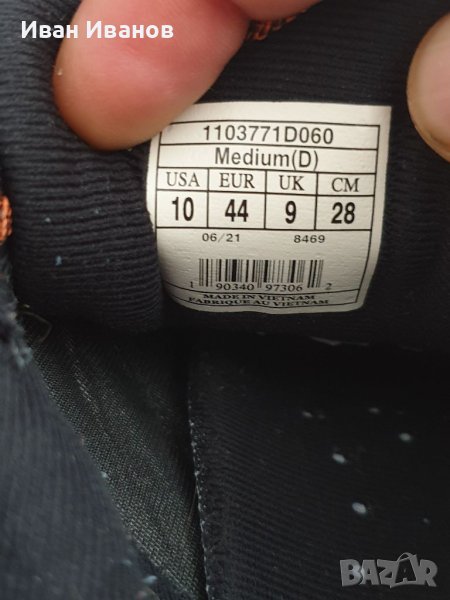 Иван Иванов
1103771D060
Medium(D)
USA EUR UK CM
10 44 9 28
06/21 8469
1 90340 97306 2
MADE IN VIETNAM
FABRIQUE AU VIETNAM
BAZAR